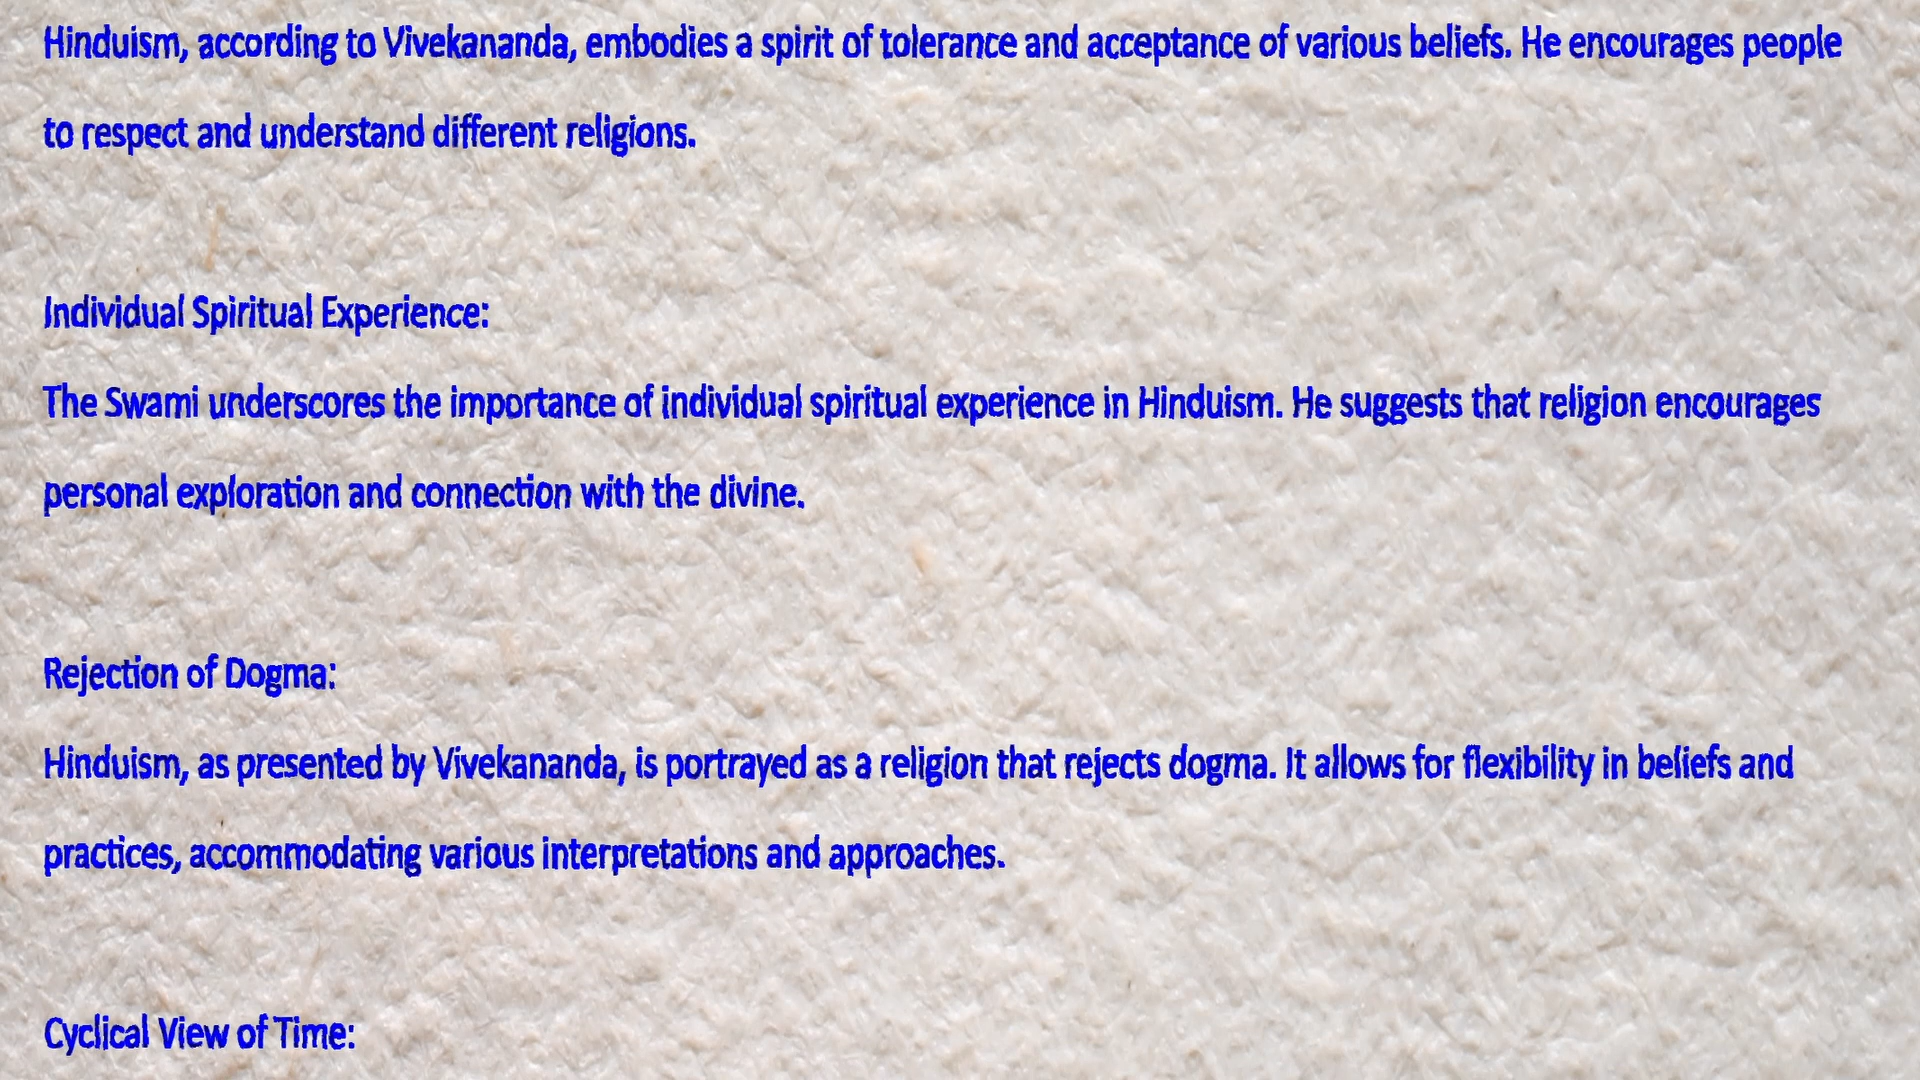 Hinduism, according to Vivekananda, embodies a spirit of tolerance and acceptance of various beliefs. He encourages people
to respect and understand different religions.
Individual Spiritual Experience:
The Swami underscores the importance of individual spiritual experience in Hinduism. He suggests that religion encourages
personal exploration and connection with the divine.
Rejection of Dogma:
Hinduism, as presented by Vivekananda, is portrayed as a religion that rejects dogma. It allows for flexibility in beliefs and
practices, accommodating various interpretations and approaches.
Cyclical View of Time: